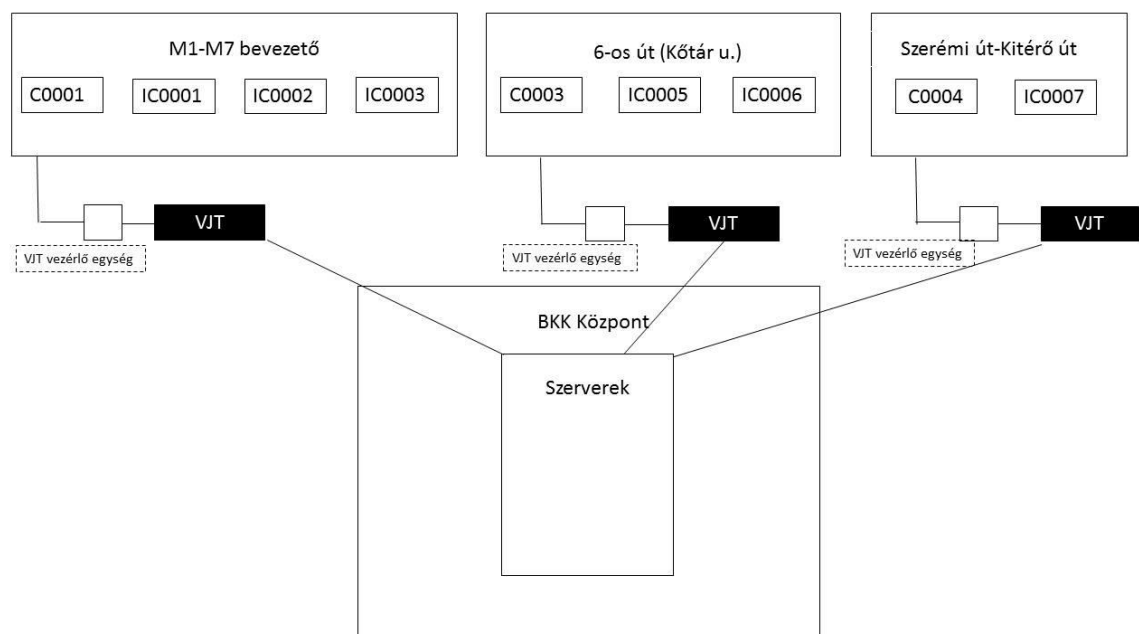 M1-M7 bevezető
C0001
IC0001
IC0002
IC0003
6-os út (Kőtár u.)
C0003
IC0005
IC0006
Szerémi út-Kitérő út
C0004
IC0007
VJT
VJT vezérlő egység
VJT
VJT vezérlő egység
VJT
VJT vezérlő egység
BKK Központ
Szerverek